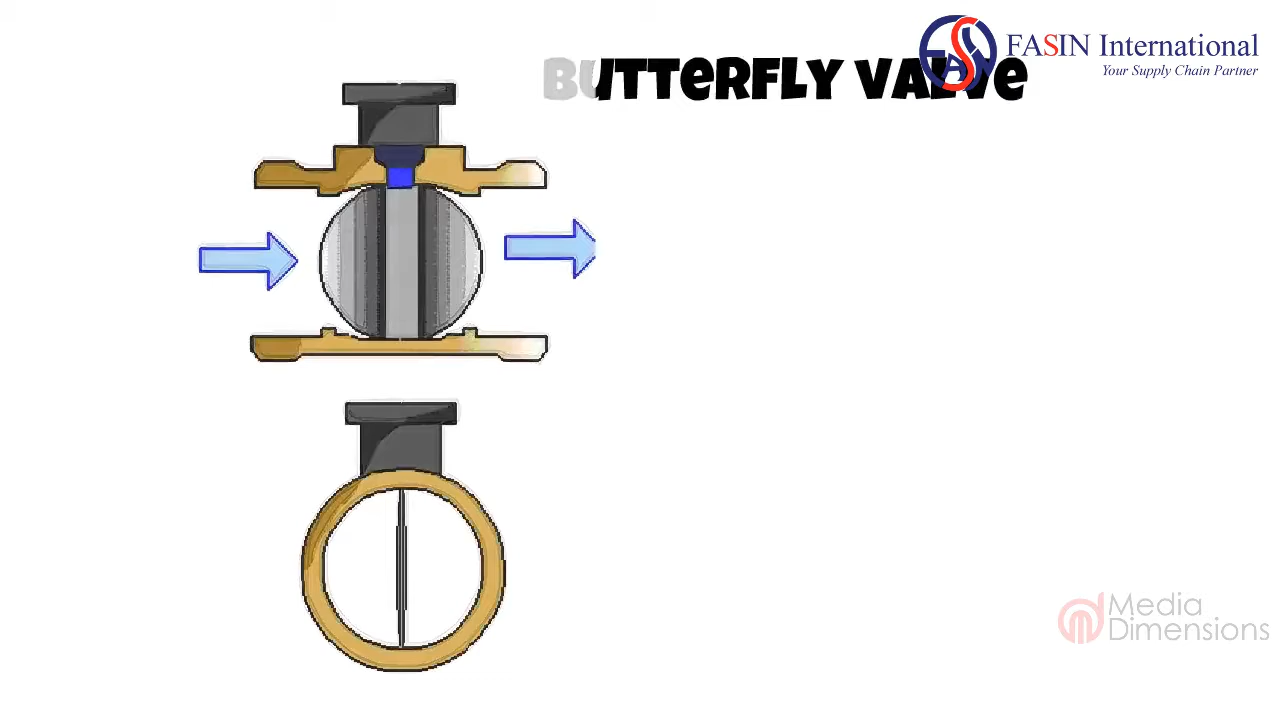 BUTTERFLY VALVE
FASIN International
Your Supply Chain Partner
Media
Dimensions